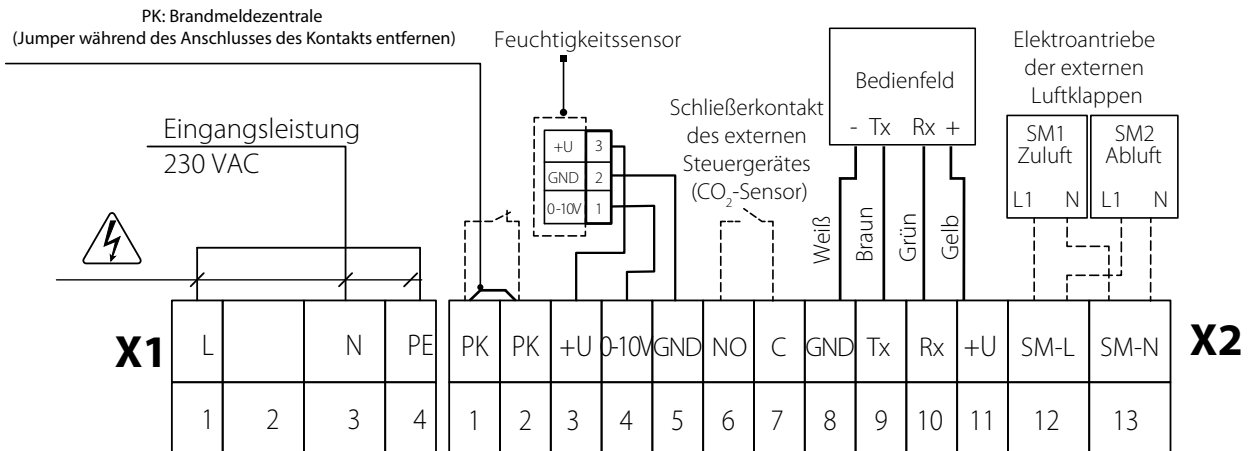 PK: Brandmeldezentrale
(Jumper während des Anschlusses des Kontakts entfernen)
Feuchtigkeitssensor
Eingangsleistung
230 VAC
+U 3
GND 2
0-10V 1
Schließerkontakt
des externen
Steuergerätes
(CO₂-Sensor)
Bedienfeld
- Tx Rx +
Weiß
Braun
Grün
Gelb
Elektroantriebe
der externen
Luftklappen
SM1
Zuluft
L1 N
SM2
Abluft
L1 N
X1
L N PE
1 2 3 4
PK PK +U 0-10V GND NO C GND Tx Rx +U SM-L SM-N
1 2 3 4 5 6 7 8 9 10 11 12 13
X2